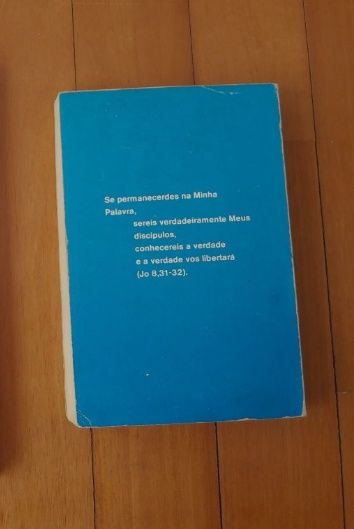 Se permanecerdes na Minha
Palavra,
sereis verdadeiramente Meus
discípulos,
conhecereis a verdade
e a verdade vos libertará
(Jo 8,31-32).